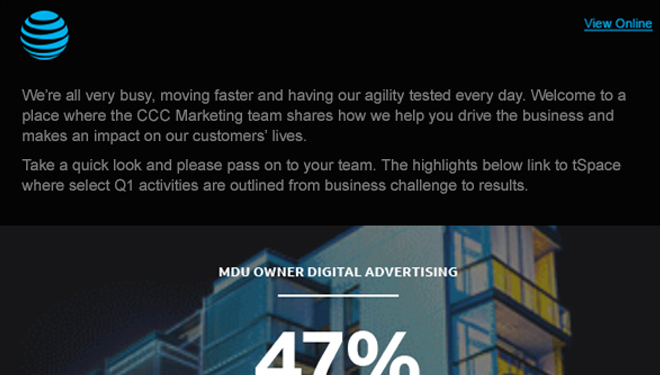 View Online
We're all very busy, moving faster and having our agility tested every day. Welcome to a
place where the CCC Marketing team shares how we help you drive the business and
makes an impact on our customers' lives.
Take a quick look and please pass on to your team. The highlights below link to tSpace
where select Q1 activities are outlined from business challenge to results.
MDU OWNER DIGITAL ADVERTISING
47%